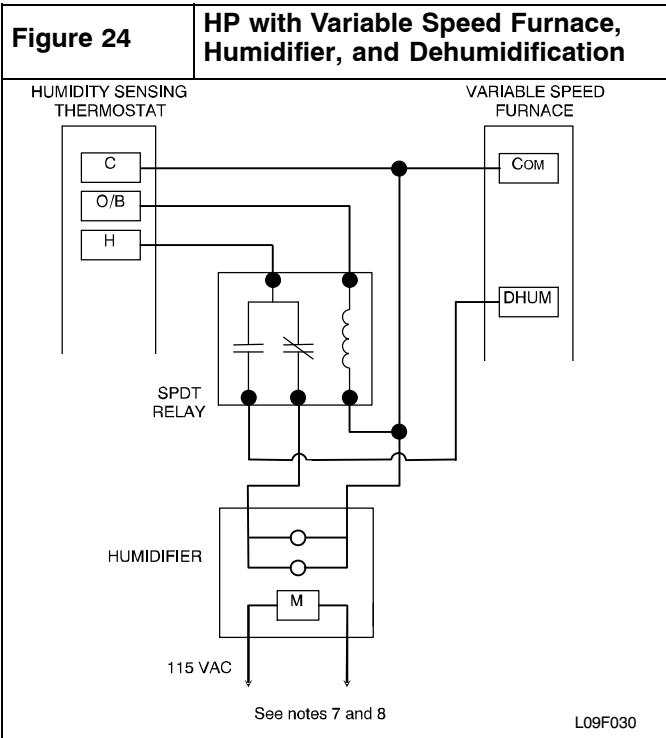 Figure 24
HP with Variable Speed Furnace,
Humidifier, and Dehumidification
HUMIDITY SENSING
THERMOSTAT
VARIABLE SPEED
FURNACE
C
COM
O/B
H
DHUM
SPDT
RELAY
HUMIDIFIER
M
115 VAC
See notes 7 and 8
L09F030